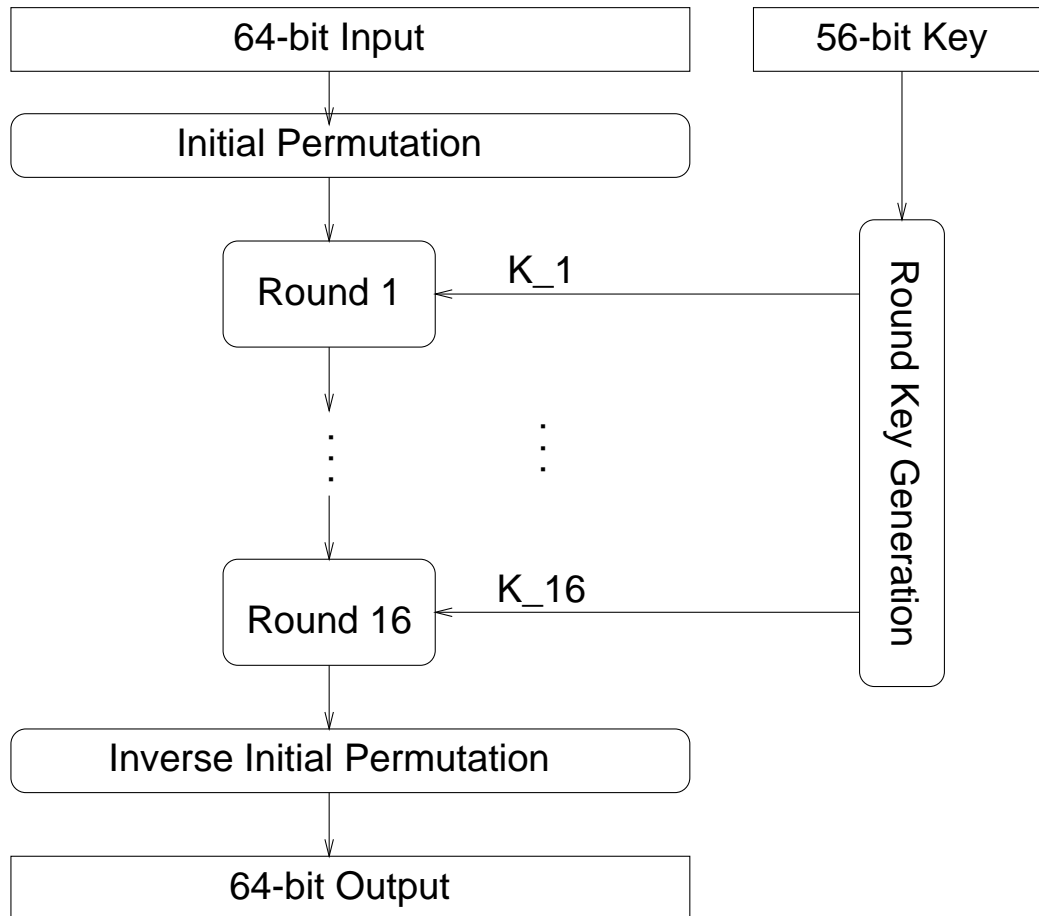 64-bit Input
56-bit Key
Initial Permutation
Round 1
K_1
Round Key Generation
Round 16
K_16
Inverse Initial Permutation
64-bit Output